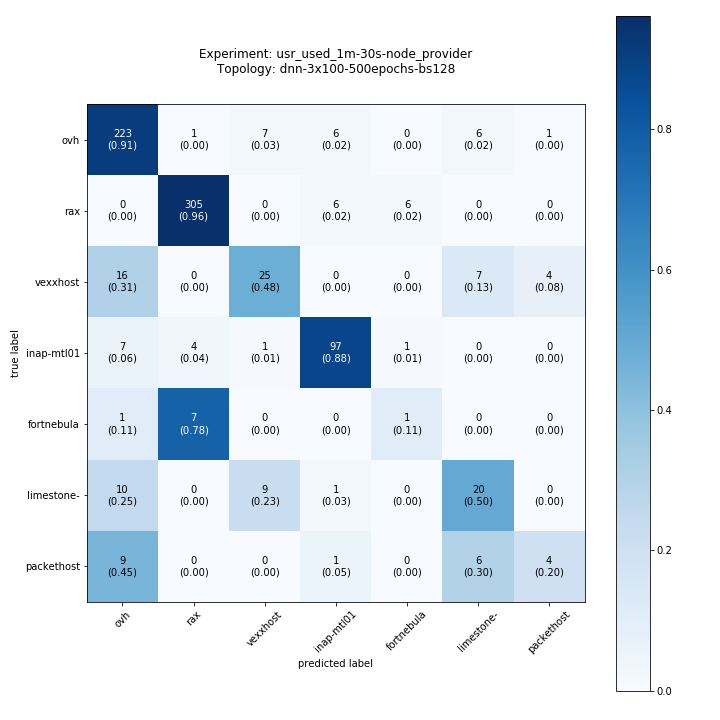 Experiment: usr_used_1m-30s-node_provider
Topology: dnn-3x100-500epochs-bs128
true label
ovh
223 1 7 6 0 6 1
(0.91) (0.00) (0.03) (0.02) (0.00) (0.02) (0.00)
rax
0 305 0 6 6 0 0
(0.00) (0.96) (0.00) (0.02) (0.02) (0.00) (0.00)
vexxhost
16 0 25 0 0 7 4
(0.31) (0.00) (0.48) (0.00) (0.00) (0.13) (0.08)
inap-mtl01
7 4 1 97 1 0 0
(0.06) (0.04) (0.01) (0.88) (0.01) (0.00) (0.00)
fortnebula
1 7 0 0 1 0 0
(0.11) (0.78) (0.00) (0.00) (0.11) (0.00) (0.00)
limestone-
10 0 9 1 0 20 0
(0.25) (0.00) (0.23) (0.03) (0.00) (0.50) (0.00)
packethost
9 0 0 1 0 6 4
(0.45) (0.00) (0.00) (0.05) (0.00) (0.30) (0.20)
ovh rax vexxhost inap-mtl01 fortnebula limestone- packethost
predicted label
0.8
0.6
0.4
0.2
0.0